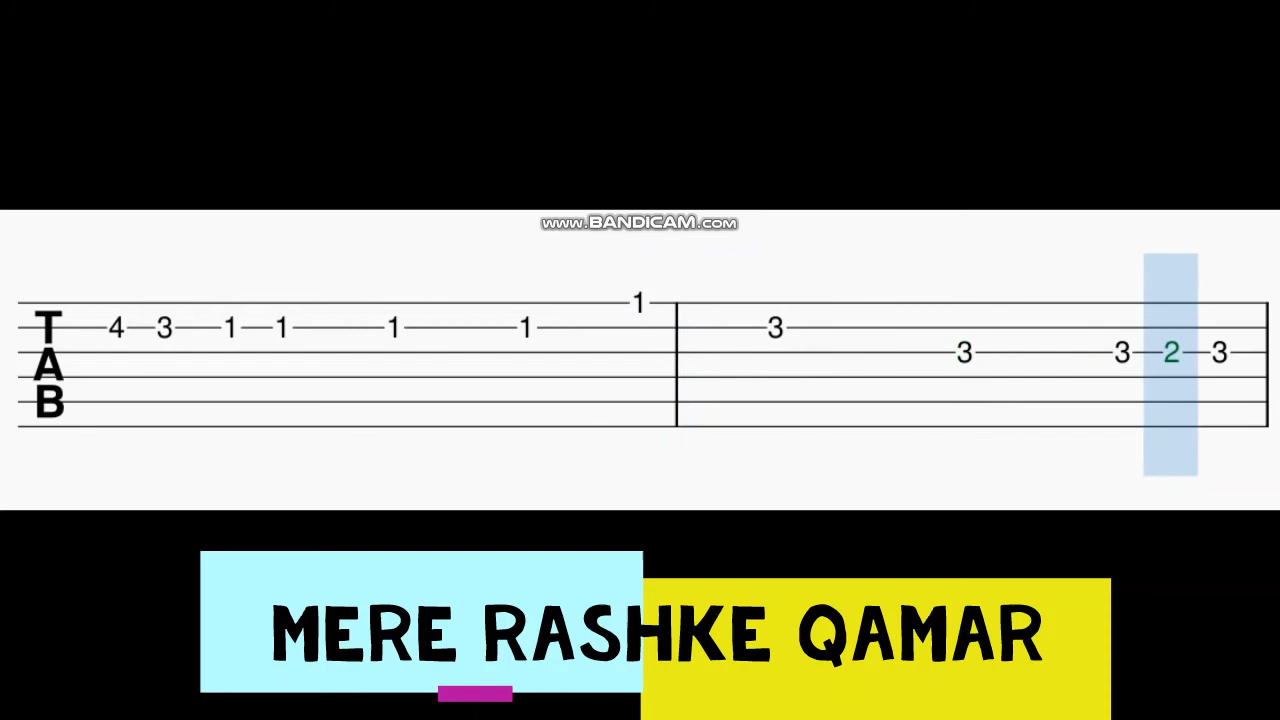 www.BANDICAM.com
1
T 4 3 1 1 1 1 3
A 3 3 2 3
B
MERE RASHKE QAMAR